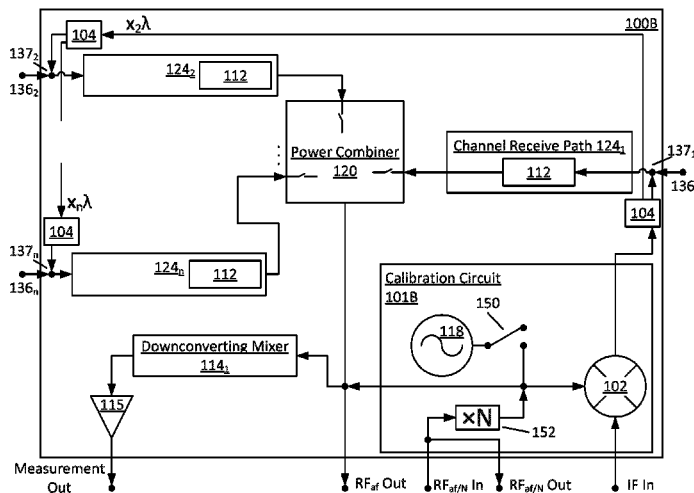 100B
104
x₂λ
137₂
136₂
124₂
112
Power Combiner
120
Channel Receive Path 124₁
112
137₁
136
104
xₙλ
104
137ₙ
136ₙ
124ₙ
112
Calibration Circuit
101B
150
118
102
Downconverting Mixer
114₁
115
×N
152
Measurement
Out
RFaf Out
RFaf/N In
RFaf/N Out
IF In